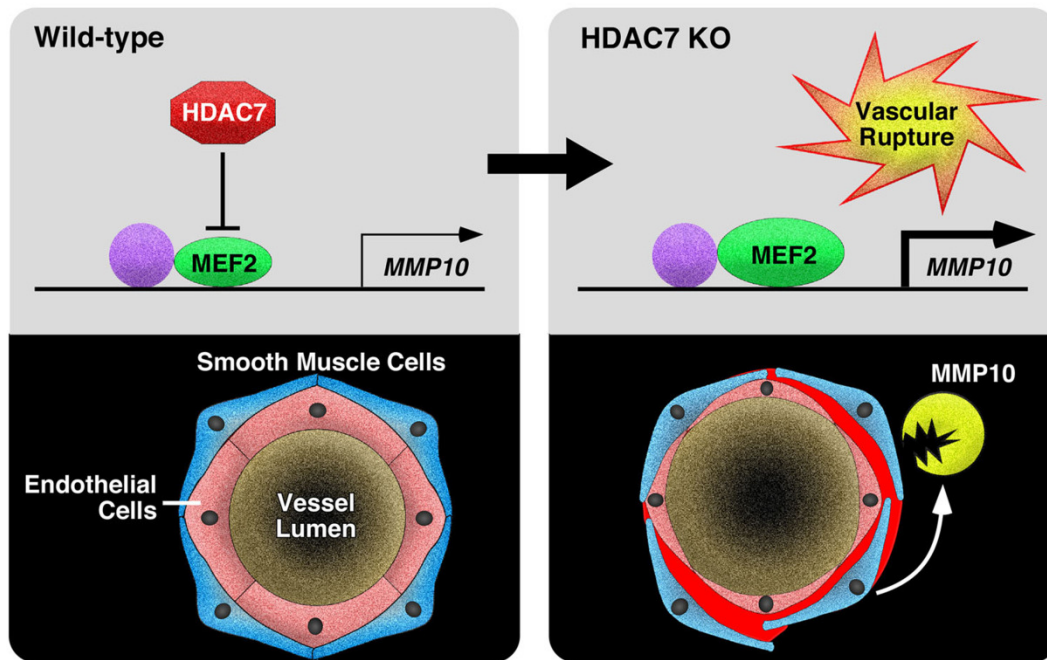 Wild-type
HDAC7
MEF2
MMP10
Smooth Muscle Cells
Endothelial
Cells
Vessel
Lumen
HDAC7 KO
Vascular
Rupture
MEF2
MMP10
MMP10